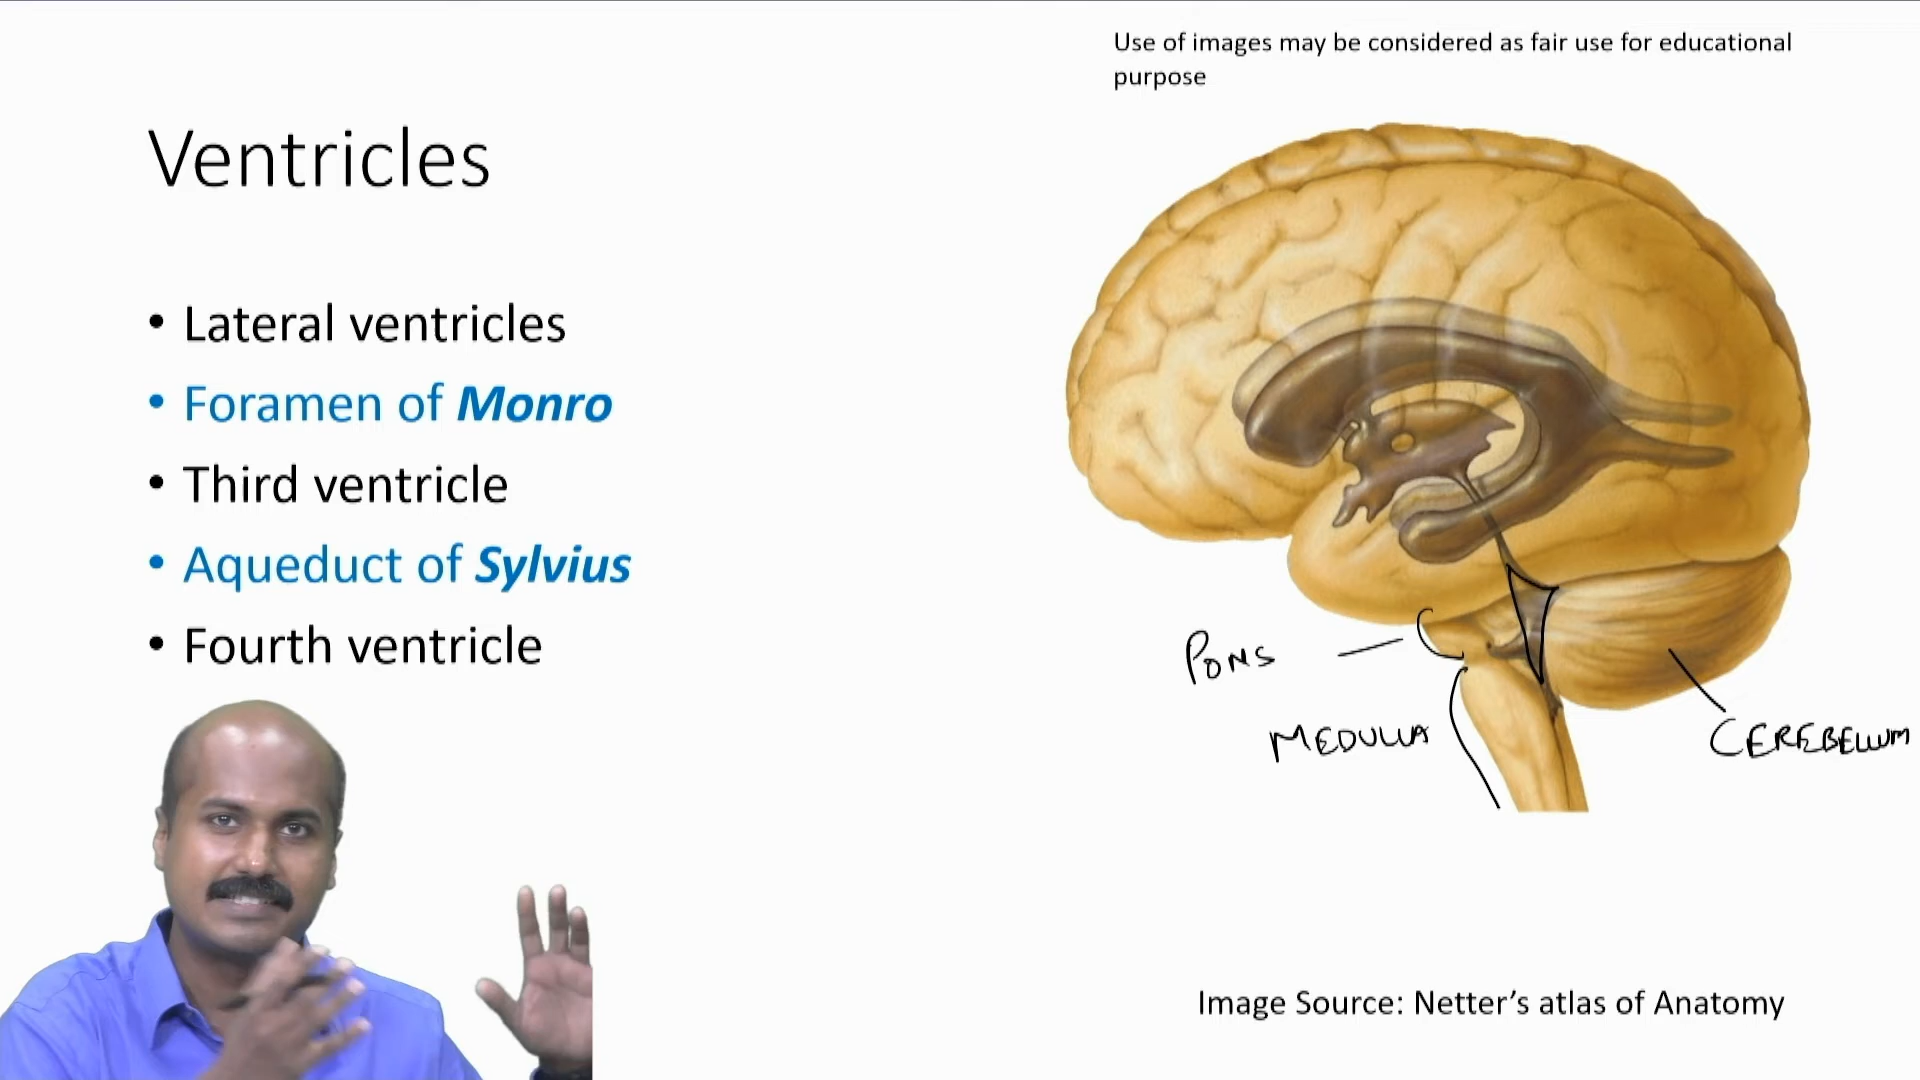 Use of images may be considered as fair use for educational
purpose
Ventricles
• Lateral ventricles
• Foramen of Monro
• Third ventricle
• Aqueduct of Sylvius
• Fourth ventricle
PONS
MEDULLA
CEREBELLUM
Image Source: Netter’s atlas of Anatomy